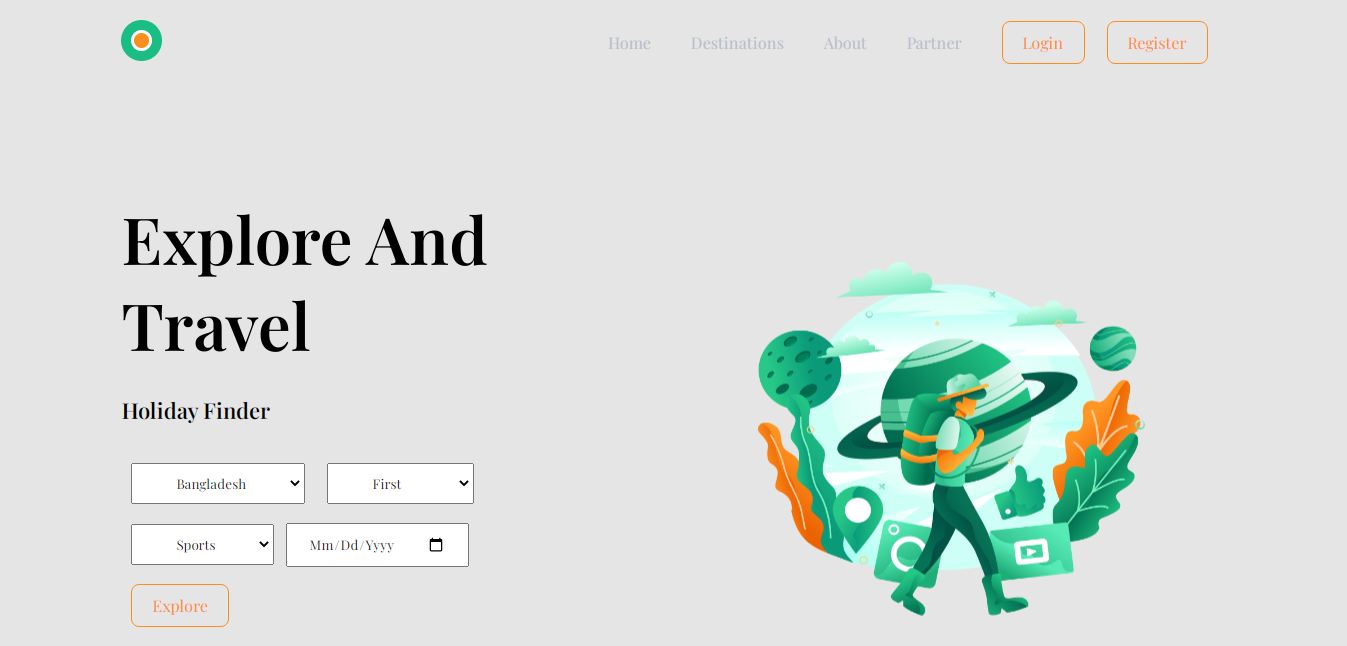 Home Destinations About Partner Login Register
Explore And
Travel
Holiday Finder
Bangladesh First
Sports Mm/Dd/Yyyy
Explore